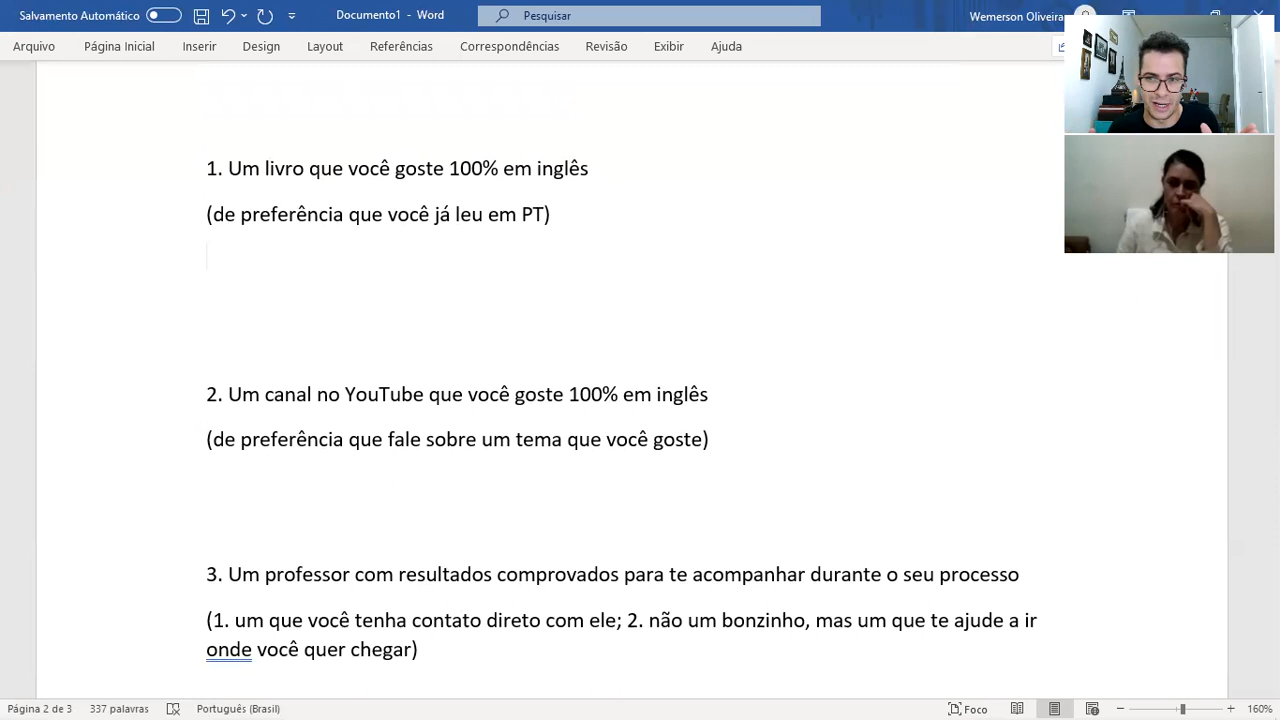 Salvamento Automático
Documento1 - Word
Pesquisar
Wemerson Oliveira
Arquivo
Página Inicial
Inserir
Design
Layout
Referências
Correspondências
Revisão
Exibir
Ajuda
1. Um livro que você goste 100% em inglês
(de preferência que você já leu em PT)
2. Um canal no YouTube que você goste 100% em inglês
(de preferência que fale sobre um tema que você goste)
3. Um professor com resultados comprovados para te acompanhar durante o seu processo
(1. um que você tenha contato direto com ele; 2. não um bonzinho, mas um que te ajude a ir
onde você quer chegar)
Página 2 de 3
337 palavras
Português (Brasil)
Foco
160%